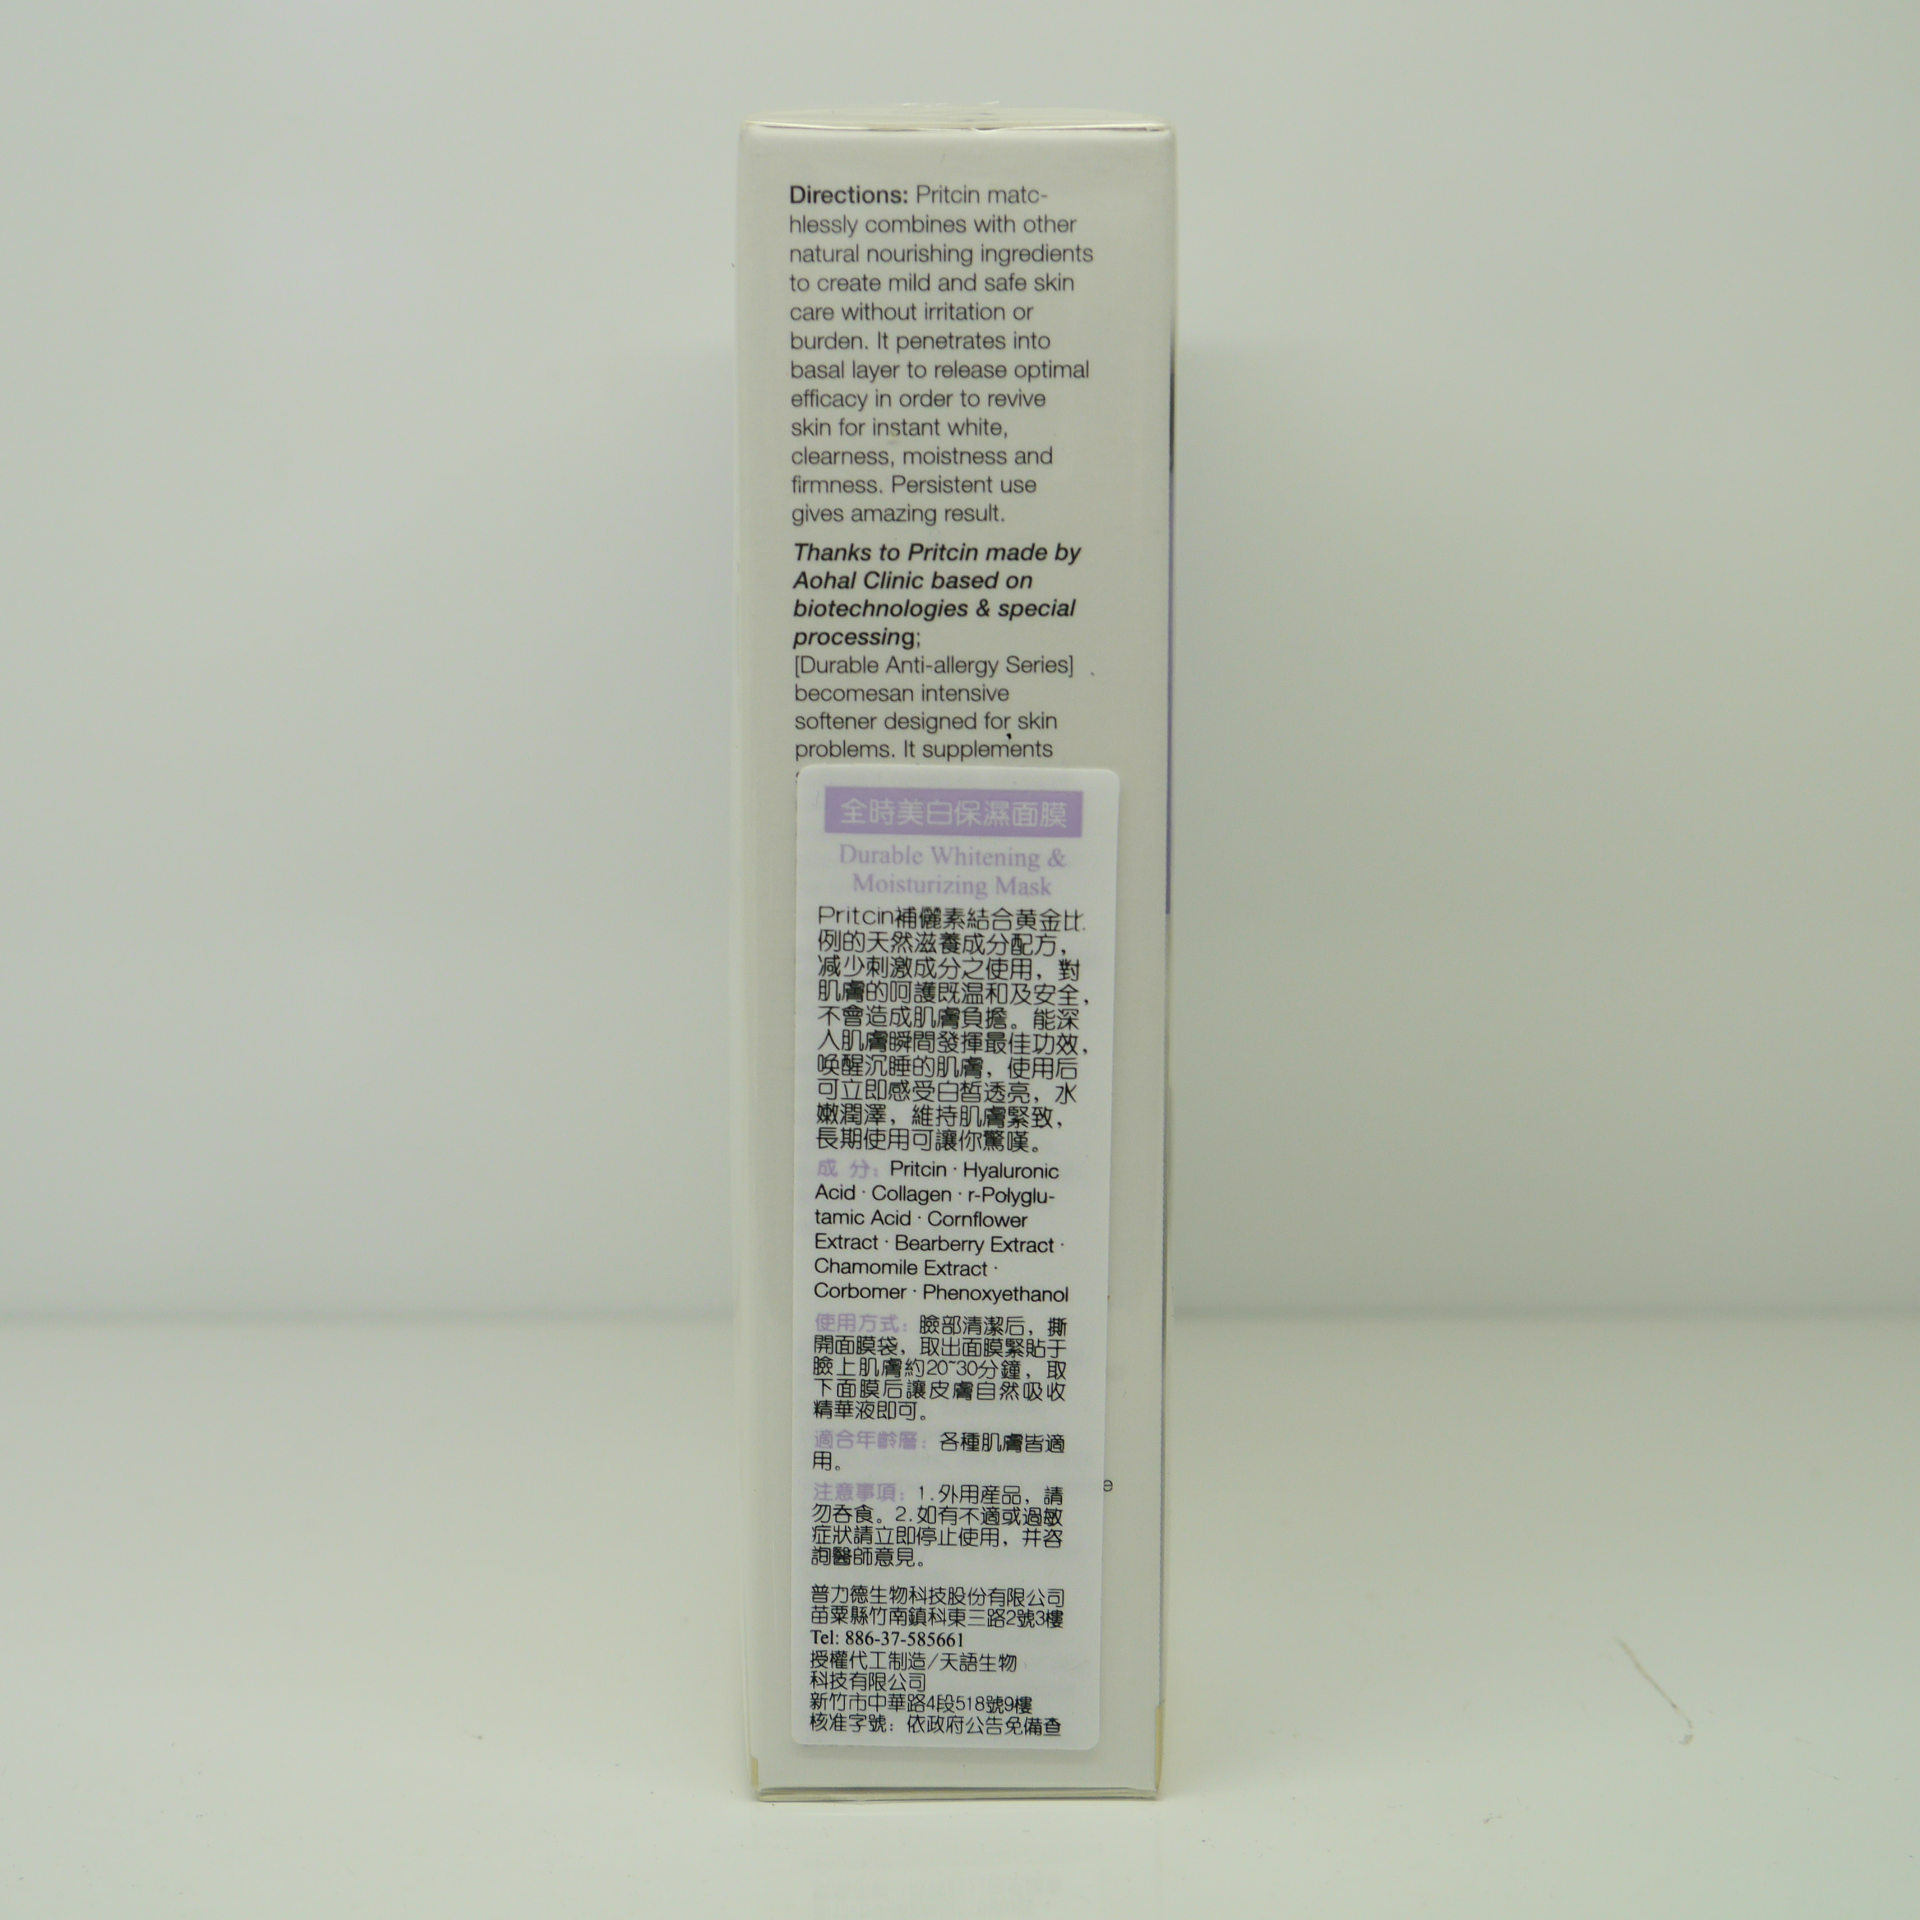 Directions: Pritcin matc-
hlessly combines with other
natural nourishing ingredients
to create mild and safe skin
care without irritation or
burden. It penetrates into
basal layer to release optimal
efficacy in order to revive
skin for instant white,
clearness, moistness and
firmness. Persistent use
gives amazing result.
Thanks to Pritcin made by
Aohal Clinic based on
biotechnologies & special
processing;
[Durable Anti-allergy Series]
becomesan intensive
softener designed for skin
problems. It supplements
全時美白保濕面膜
Durable Whitening &
Moisturizing Mask
Pritcin補儷素結合黄金比
例的天然滋養成分配方，
减少刺激成分之使用，對
肌膚的呵護既温和及安全，
不會造成肌膚負擔。能深
入肌膚瞬間發揮最佳功效，
唤醒沉睡的肌膚，使用后
可立即感受白皙透亮，水
嫩潤澤，維持肌膚緊致，
長期使用可讓你驚嘆。
成 分：Pritcin · Hyaluronic
Acid · Collagen · r-Polyglu-
tamic Acid · Cornflower
Extract · Bearberry Extract ·
Chamomile Extract ·
Corbomer · Phenoxyethanol
使用方式：臉部清潔后，撕
開面膜袋，取出面膜緊貼于
臉上肌膚約20~30分鐘，取
下面膜后讓皮膚自然吸收
精華液即可。
適合年齡層：各種肌膚皆適
用。
注意事項：1.外用産品，請
勿吞食。2.如有不適或過敏
症狀請立即停止使用，并咨
詢醫師意見。
普力德生物科技股份有限公司
苗粟縣竹南鎮科東三路2號3樓
Tel: 886-37-585661
授權代工制造/天語生物
科技有限公司
新竹市中華路4段518號9樓
核准字號：依政府公告免備查